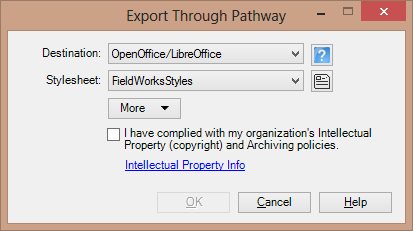 Export Through Pathway
Destination: OpenOffice/LibreOffice
Stylesheet: FieldWorksStyles
More
I have complied with my organization's Intellectual
Property (copyright) and Archiving policies.
Intellectual Property Info
OK Cancel Help